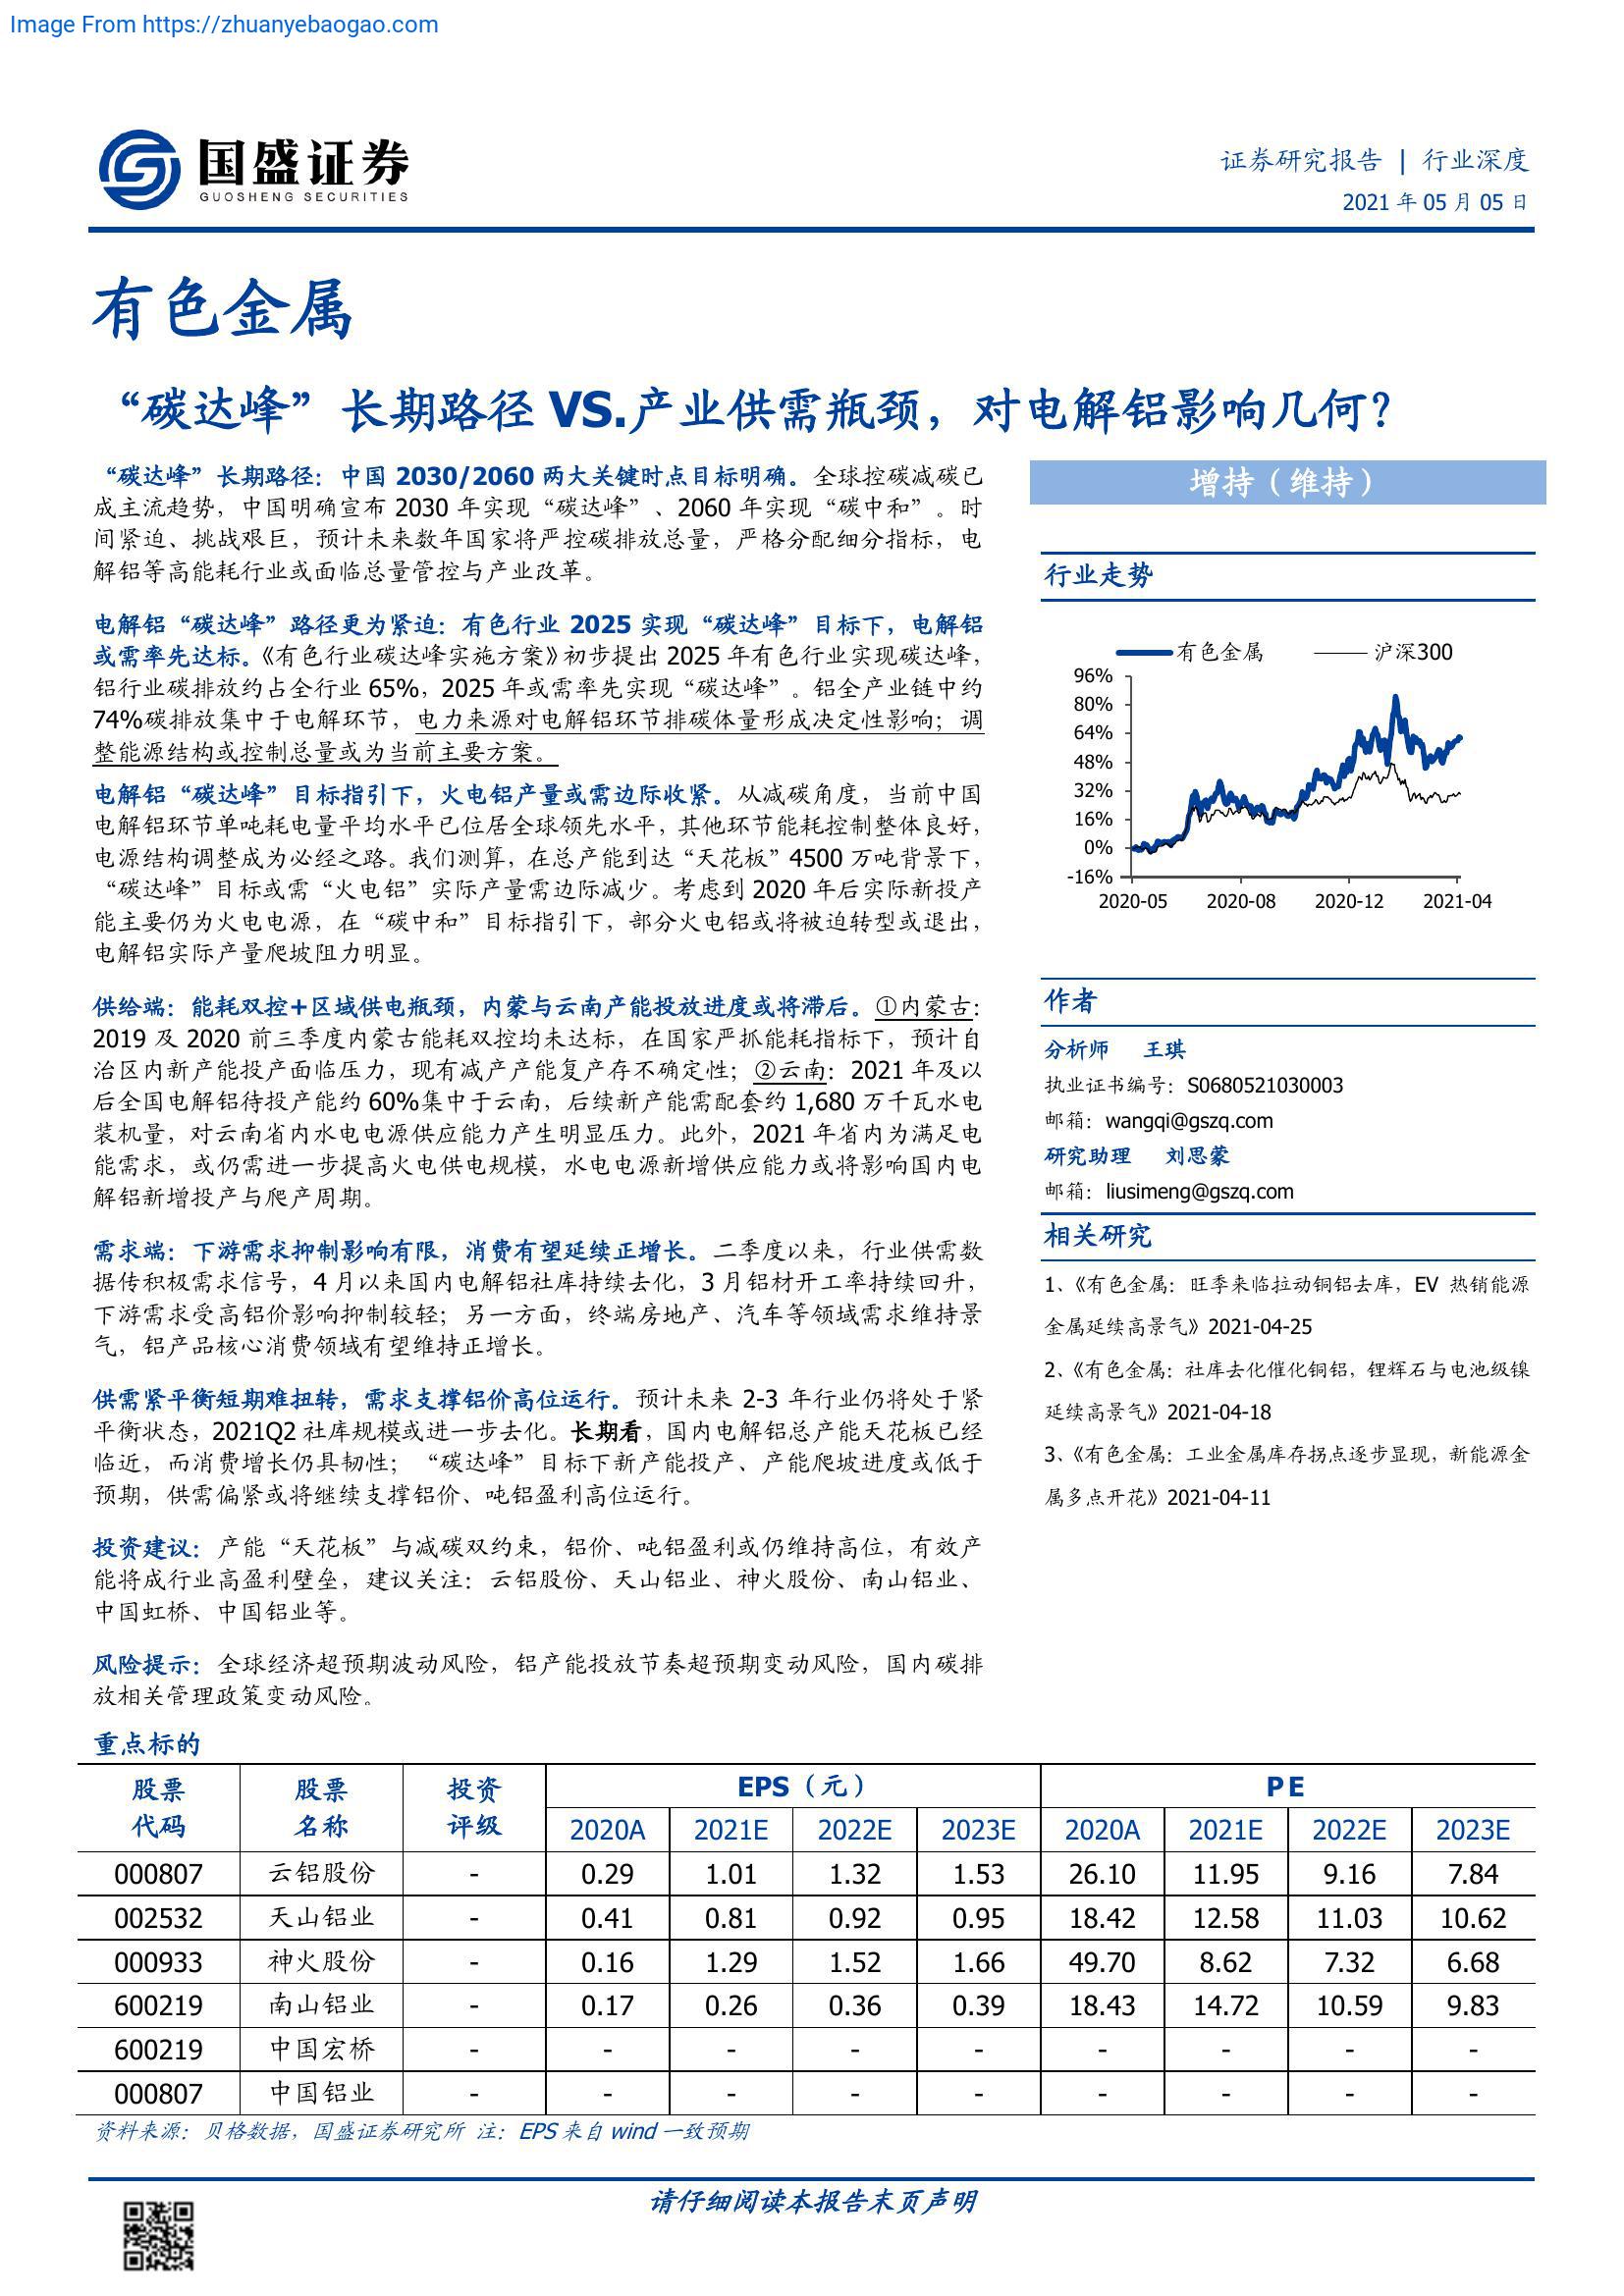 Image From https://zhuanyebaogao.com
国盛证券
GUOSHENG SECURITIES
证券研究报告 | 行业深度
2021 年 05 月 05 日
有色金属
“碳达峰”长期路径 VS.产业供需瓶颈，对电解铝影响几何？
“碳达峰”长期路径：中国 2030/2060 两大关键时点目标明确。全球控碳减碳已
成主流趋势，中国明确宣布 2030 年实现“碳达峰”、2060 年实现“碳中和”。时
间紧迫、挑战艰巨，预计未来数年国家将严控碳排放总量，严格分配细分指标，电
解铝等高能耗行业或面临总量管控与产业改革。
电解铝“碳达峰”路径更为紧迫：有色行业 2025 实现“碳达峰”目标下，电解铝
或需率先达标。《有色行业碳达峰实施方案》初步提出 2025 年有色行业实现碳达峰，
铝行业碳排放约占全行业 65%，2025 年或需率先实现“碳达峰”。铝全产业链中约
74%碳排放集中于电解环节，电力来源对电解铝环节排碳体量形成决定性影响；调
整能源结构或控制总量或为当前主要方案。
电解铝“碳达峰”目标指引下，火电铝产量或需边际收紧。从减碳角度，当前中国
电解铝环节单吨耗电量平均水平已位居全球领先水平，其他环节能耗控制整体良好，
电源结构调整成为必经之路。我们测算，在总产能到达“天花板”4500 万吨背景下，
“碳达峰”目标或需“火电铝”实际产量需边际减少。考虑到 2020 年后实际新投产
能主要仍为火电电源，在“碳中和”目标指引下，部分火电铝或将被迫转型或退出，
电解铝实际产量爬坡阻力明显。
供给端：能耗双控+区域供电瓶颈，内蒙与云南产能投放进度或将滞后。①内蒙古：
2019 及 2020 前三季度内蒙古能耗双控均未达标，在国家严抓能耗指标下，预计自
治区内新产能投产面临压力，现有减产产能复产存不确定性；②云南：2021 年及以
后全国电解铝待投产能约 60%集中于云南，后续新产能需配套约 1,680 万千瓦水电
装机量，对云南省内水电电源供应能力产生明显压力。此外，2021 年省内为满足电
能需求，或仍需进一步提高火电供电规模，水电电源新增供应能力或将影响国内电
解铝新增投产与爬产周期。
需求端：下游需求抑制影响有限，消费有望延续正增长。二季度以来，行业供需数
据传积极需求信号，4 月以来国内电解铝社库持续去化，3 月铝材开工率持续回升，
下游需求受高铝价影响抑制较轻；另一方面，终端房地产、汽车等领域需求维持景
气，铝产品核心消费领域有望维持正增长。
供需紧平衡短期难扭转，需求支撑铝价高位运行。预计未来 2-3 年行业仍将处于紧
平衡状态，2021Q2 社库规模或进一步去化。长期看，国内电解铝总产能天花板已经
临近，而消费增长仍具韧性；“碳达峰”目标下新产能投产、产能爬坡进度或低于
预期，供需偏紧或将继续支撑铝价、吨铝盈利高位运行。
投资建议：产能“天花板”与减碳双约束，铝价、吨铝盈利或仍维持高位，有效产
能将成行业高盈利壁垒，建议关注：云铝股份、天山铝业、神火股份、南山铝业、
中国虹桥、中国铝业等。
风险提示：全球经济超预期波动风险，铝产能投放节奏超预期变动风险，国内碳排
放相关管理政策变动风险。
增持（维持）
行业走势
有色金属 沪深300
96%
80%
64%
48%
32%
16%
0%
-16%
2020-05 2020-08 2020-12 2021-04
作者
分析师 王琪
执业证书编号：S0680521030003
邮箱：wangqi@gszq.com
研究助理 刘思蒙
邮箱：liusimeng@gszq.com
相关研究
1、《有色金属：旺季来临拉动铜铝去库，EV 热销能源
金属延续高景气》2021-04-25
2、《有色金属：社库去化催化铜铝，锂辉石与电池级镍
延续高景气》2021-04-18
3、《有色金属：工业金属库存拐点逐步显现，新能源金
属多点开花》2021-04-11
重点标的
股票 股票 投资 EPS（元） PE
代码 名称 评级 2020A 2021E 2022E 2023E 2020A 2021E 2022E 2023E
000807 云铝股份 - 0.29 1.01 1.32 1.53 26.10 11.95 9.16 7.84
002532 天山铝业 - 0.41 0.81 0.92 0.95 18.42 12.58 11.03 10.62
000933 神火股份 - 0.16 1.29 1.52 1.66 49.70 8.62 7.32 6.68
600219 南山铝业 - 0.17 0.26 0.36 0.39 18.43 14.72 10.59 9.83
600219 中国宏桥 - - - - - - - - -
000807 中国铝业 - - - - - - - - -
资料来源：贝格数据，国盛证券研究所 注：EPS 来自 wind 一致预期
请仔细阅读本报告末页声明